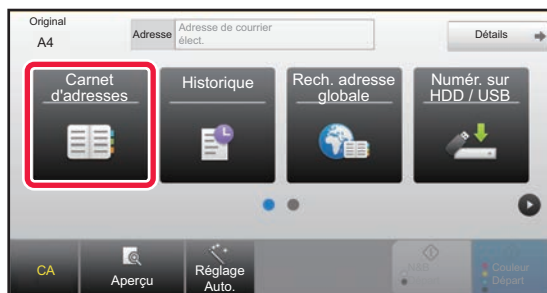 Original
A4
Adresse
Adresse de courrier
élect.
Détails
Carnet
d'adresses
Historique
Rech. adresse
globale
Numér. sur
HDD / USB
CA
Aperçu
Réglage
Auto.
N&B
Départ
Couleur
Départ